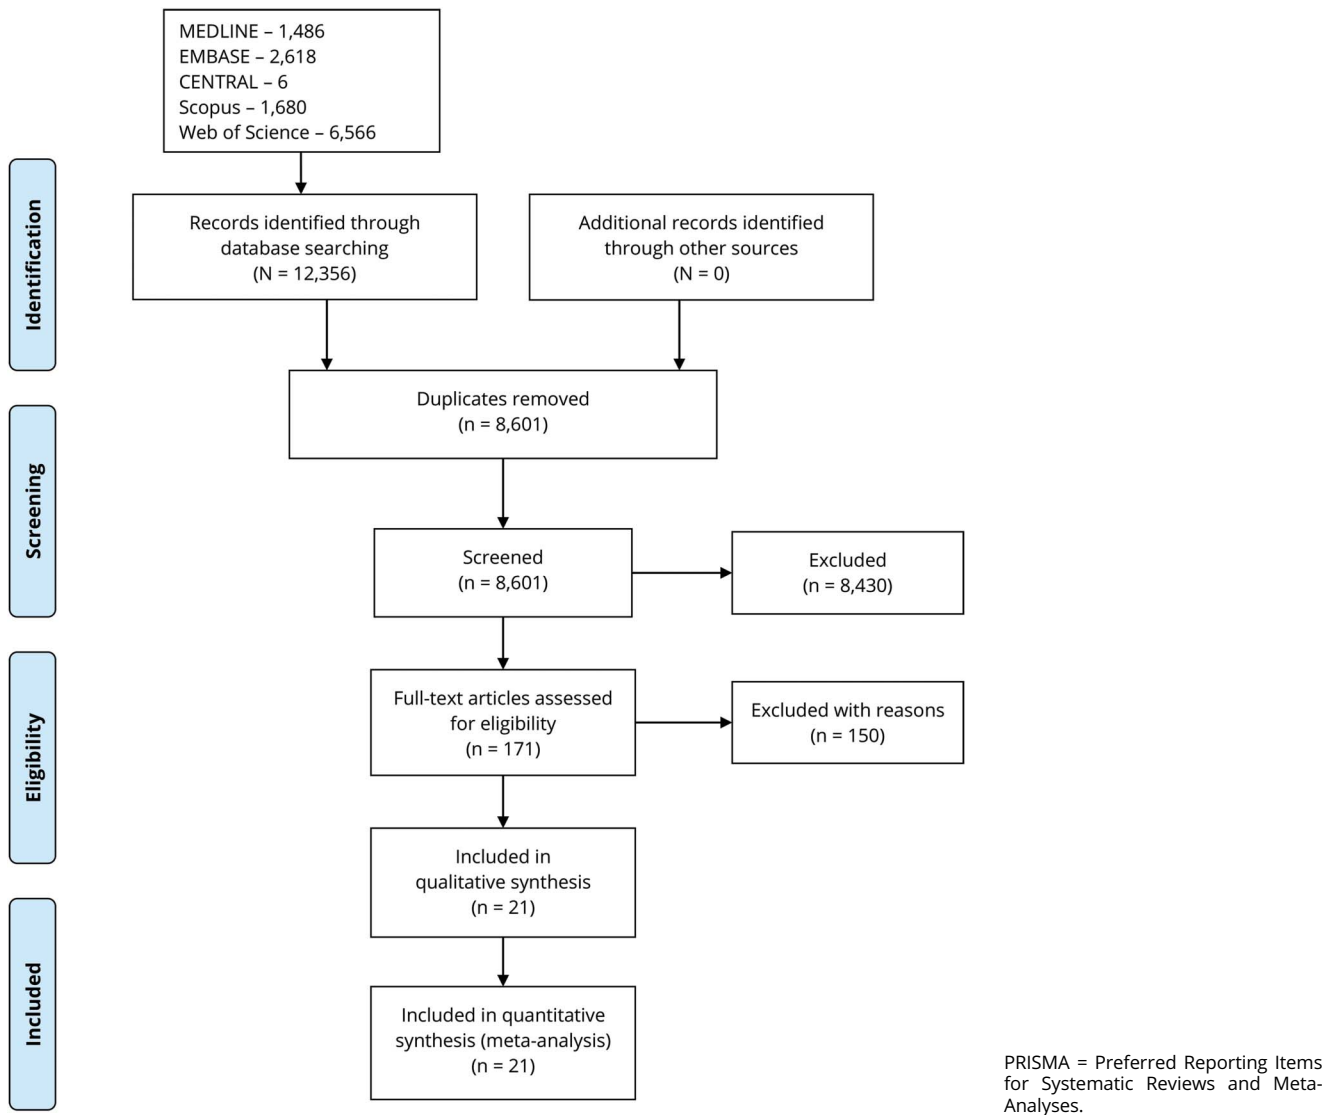 MEDLINE – 1,486
EMBASE – 2,618
CENTRAL – 6
Scopus – 1,680
Web of Science – 6,566
Identification
Records identified through
database searching
(N = 12,356)
Additional records identified
through other sources
(N = 0)
Duplicates removed
(n = 8,601)
Screening
Screened
(n = 8,601)
Excluded
(n = 8,430)
Eligibility
Full-text articles assessed
for eligibility
(n = 171)
Excluded with reasons
(n = 150)
Included in
qualitative synthesis
(n = 21)
Included
Included in quantitative
synthesis (meta-analysis)
(n = 21)
PRISMA = Preferred Reporting Items
for Systematic Reviews and Meta-
Analyses.